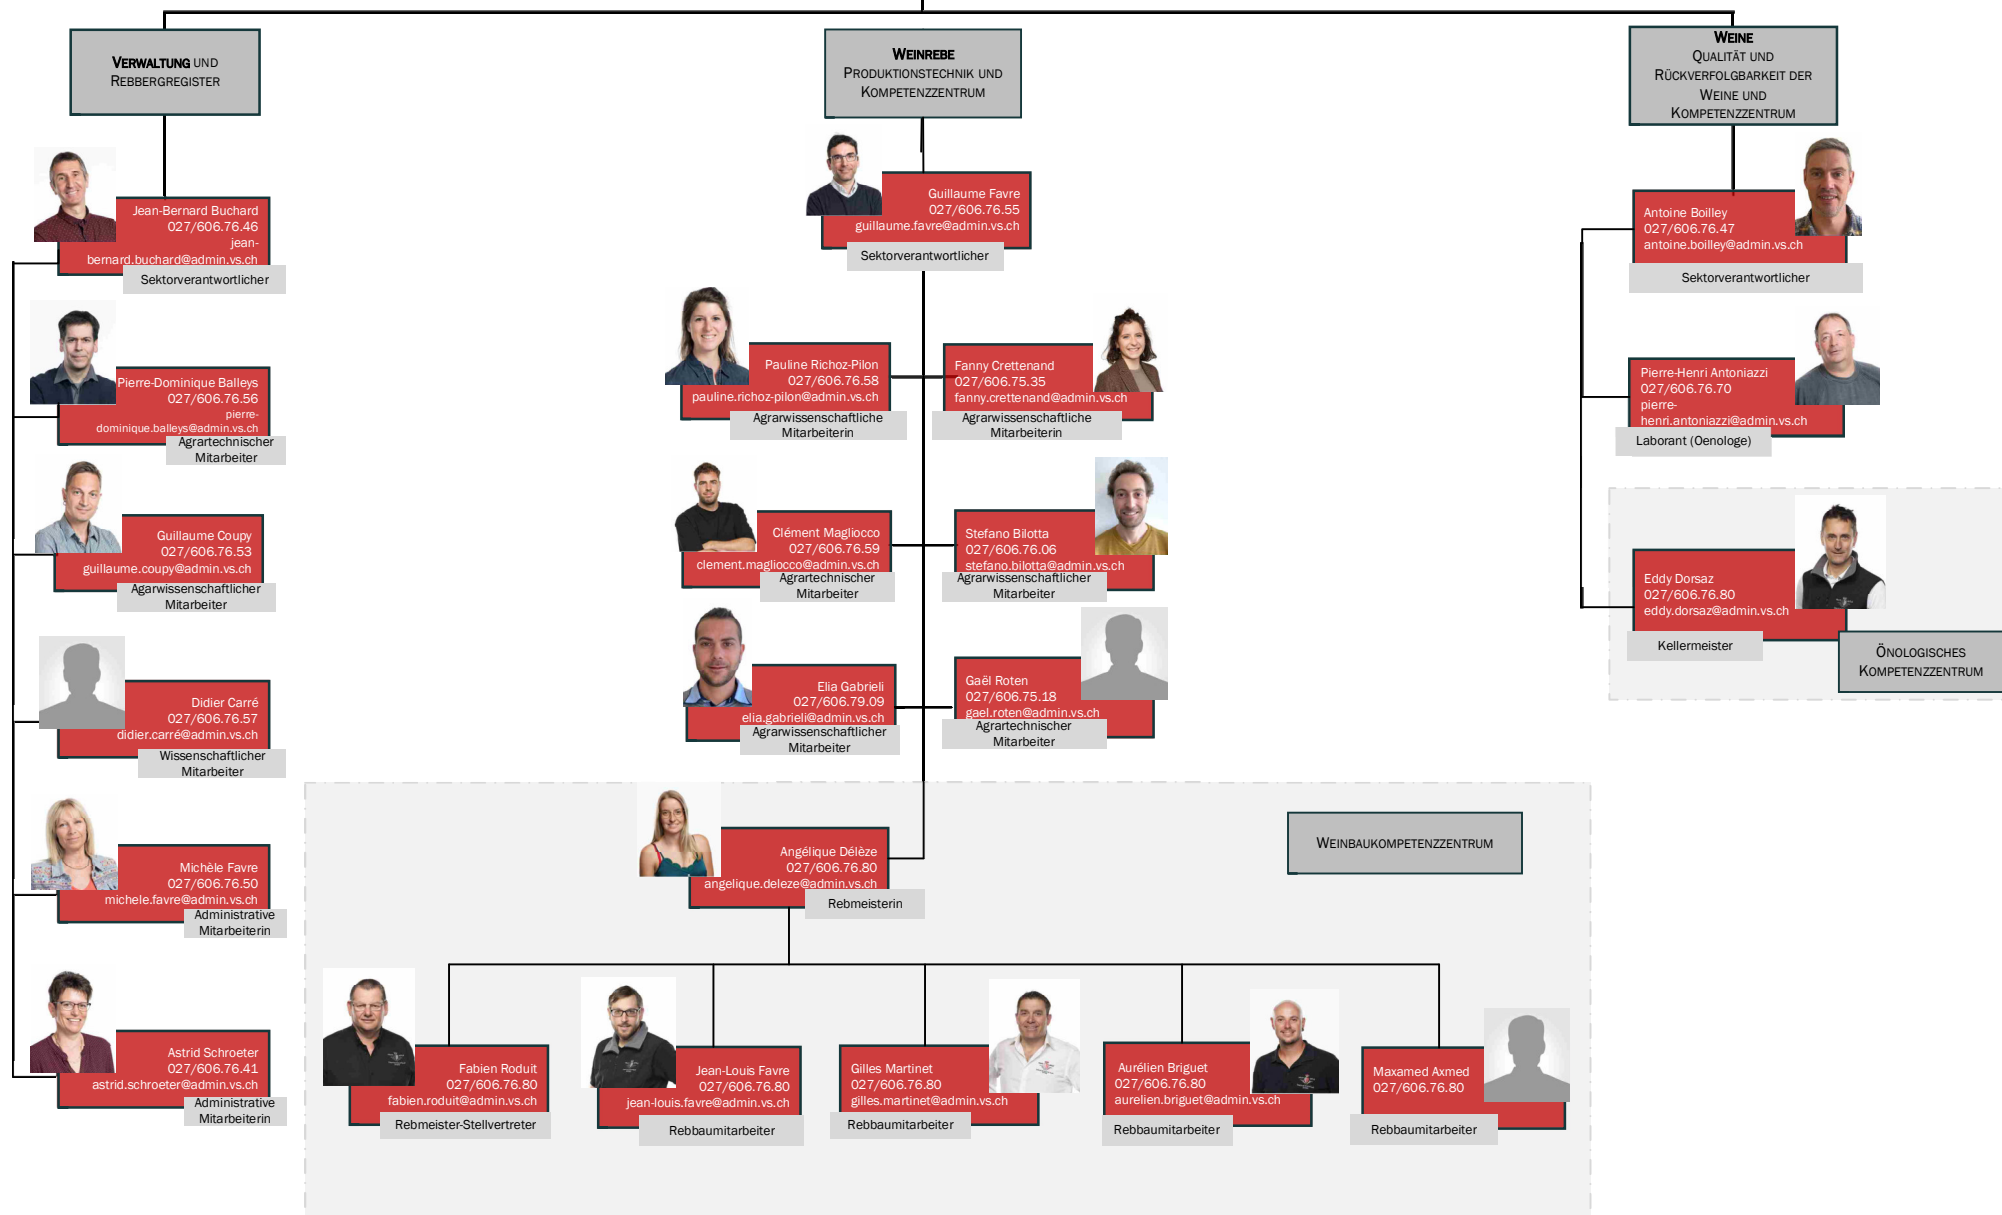 VERWALTUNG UND
REBBERGREGISTER
Jean-Bernard Buchard
027/606.76.46
jean-
bernard.buchard@admin.vs.ch
Sektorverantwortlicher
Pierre-Dominique Balleys
027/606.76.56
pierre-
dominique.balleys@admin.vs.ch
Agrartechnischer
Mitarbeiter
Guillaume Coupy
027/606.76.53
guillaume.coupy@admin.vs.ch
Agarwissenschaftlicher
Mitarbeiter
Didier Carré
027/606.76.57
didier.carré@admin.vs.ch
Wissenschaftlicher
Mitarbeiter
Michèle Favre
027/606.76.50
michele.favre@admin.vs.ch
Administrative
Mitarbeiterin
Astrid Schroeter
027/606.76.41
astrid.schroeter@admin.vs.ch
Administrative
Mitarbeiterin
WEINREBE
PRODUKTIONSTECHNIK UND
KOMPETENZZENTRUM
Guillaume Favre
027/606.76.55
guillaume.favre@admin.vs.ch
Sektorverantwortlicher
Pauline Richoz-Pilon
027/606.76.58
pauline.richoz-pilon@admin.vs.ch
Agrarwissenschaftliche
Mitarbeiterin
Fanny Crettenand
027/606.75.35
fanny.crettenand@admin.vs.ch
Agrarwissenschaftliche
Mitarbeiterin
Clément Magliocco
027/606.76.59
clement.magliocco@admin.vs.ch
Agrartechnischer
Mitarbeiter
Stefano Bilotta
027/606.76.06
stefano.bilotta@admin.vs.ch
Agrarwissenschaftlicher
Mitarbeiter
Elia Gabrieli
027/606.79.09
elia.gabrieli@admin.vs.ch
Agrarwissenschaftlicher
Mitarbeiter
Gaël Roten
027/606.75.18
gael.roten@admin.vs.ch
Agrartechnischer
Mitarbeiter
WEINBAUKOMPETENZZENTRUM
Angélique Délèze
027/606.76.80
angelique.deleze@admin.vs.ch
Rebmeisterin
Fabien Roduit
027/606.76.80
fabien.roduit@admin.vs.ch
Rebmeister-Stellvertreter
Jean-Louis Favre
027/606.76.80
jean-louis.favre@admin.vs.ch
Rebbaumitarbeiter
Gilles Martinet
027/606.76.80
gilles.martinet@admin.vs.ch
Rebbaumitarbeiter
Aurélien Briguet
027/606.76.80
aurelien.briguet@admin.vs.ch
Rebbaumitarbeiter
Maxamed Axmed
027/606.76.80
Rebbaumitarbeiter
WEINE
QUALITÄT UND
RÜCKVERFOLGBARKEIT DER
WEINE UND
KOMPETENZZENTRUM
Antoine Boilley
027/606.76.47
antoine.boilley@admin.vs.ch
Sektorverantwortlicher
Pierre-Henri Antoniazzi
027/606.76.70
pierre-
henri.antoniazzi@admin.vs.ch
Laborant (Oenologe)
Eddy Dorsaz
027/606.76.80
eddy.dorsaz@admin.vs.ch
Kellermeister
ÖNOLOGISCHES
KOMPETENZZENTRUM